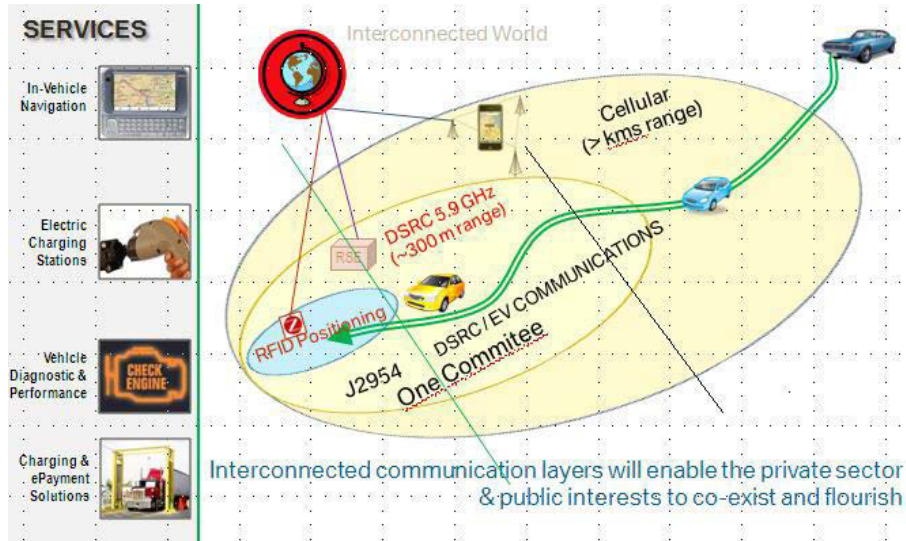 SERVICES
In-Vehicle
Navigation
Electric
Charging
Stations
Vehicle
Diagnostic &
Performance
CHECK
ENGINE
Charging &
ePayment
Solutions
Interconnected World
Cellular
(> kms range)
DSRC 5.9 GHz
(~300 m range)
RSE
RFID Positioning
DSRC / EV COMMUNICATIONS
J2954
One Commitee
Interconnected communication layers will enable the private sector
& public interests to co-exist and flourish